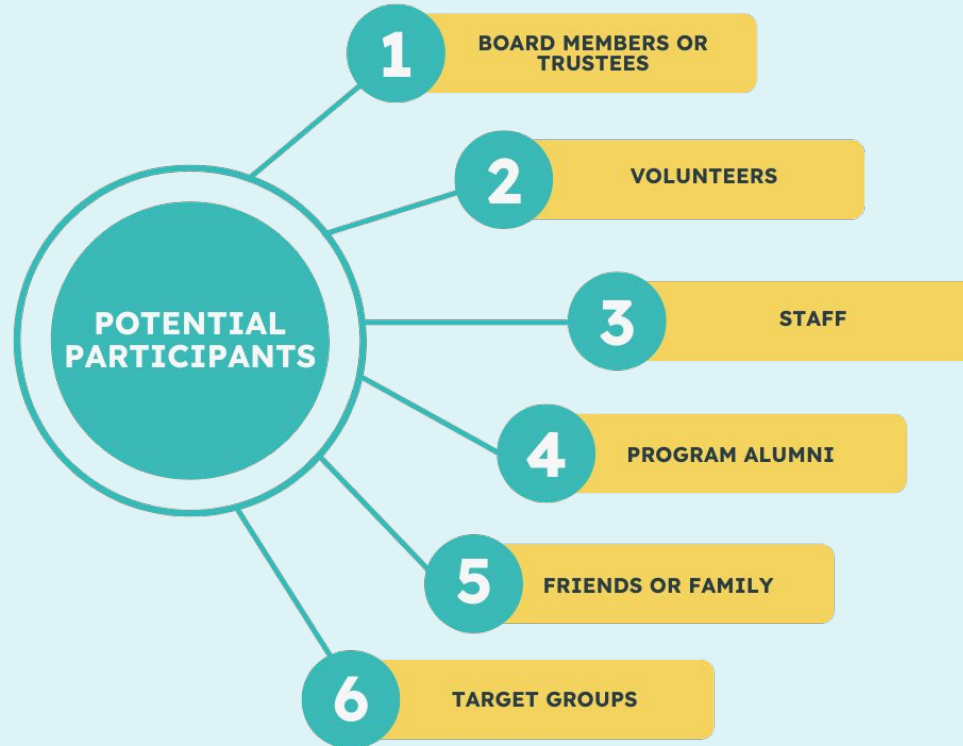 POTENTIAL
PARTICIPANTS
1
BOARD MEMBERS OR
TRUSTEES
2
VOLUNTEERS
3
STAFF
4
PROGRAM ALUMNI
5
FRIENDS OR FAMILY
6
TARGET GROUPS